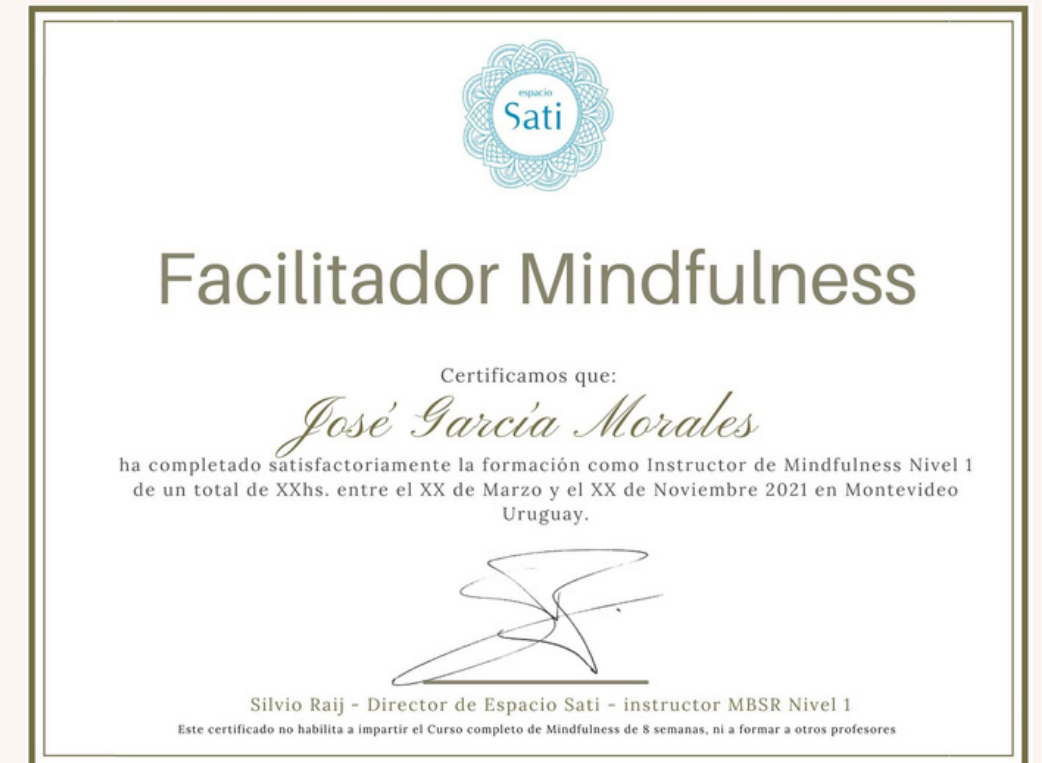 espacio
Sati
Facilitador Mindfulness
Certificamos que:
José García Morales
ha completado satisfactoriamente la formación como Instructor de Mindfulness Nivel 1
de un total de XXhs. entre el XX de Marzo y el XX de Noviembre 2021 en Montevideo
Uruguay.
Silvio Raij - Director de Espacio Sati - instructor MBSR Nivel 1
Este certificado no habilita a impartir el Curso completo de Mindfulness de 8 semanas, ni a formar a otros profesores